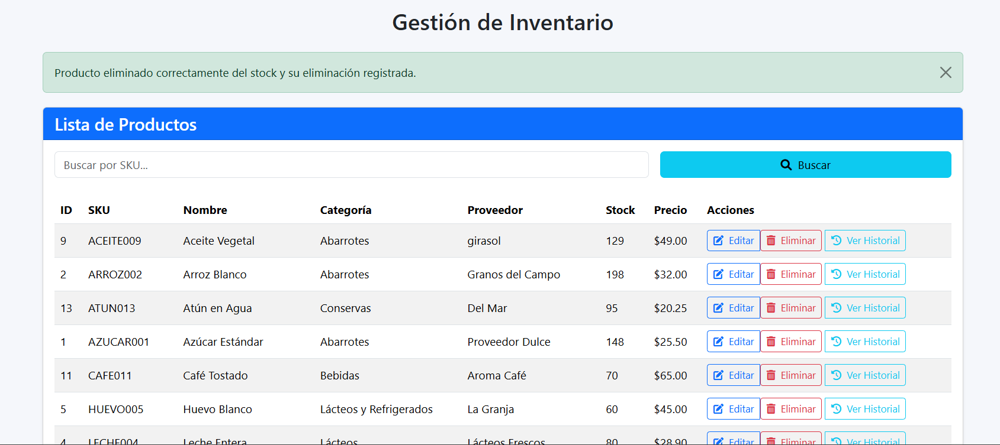 Gestión de Inventario
Producto eliminado correctamente del stock y su eliminación registrada.
Lista de Productos
Buscar por SKU...
Buscar
ID SKU Nombre Categoría Proveedor Stock Precio Acciones
9 ACEITE009 Aceite Vegetal Abarrotes girasol 129 $49.00 Editar Eliminar Ver Historial
2 ARROZ002 Arroz Blanco Abarrotes Granos del Campo 198 $32.00 Editar Eliminar Ver Historial
13 ATUN013 Atún en Agua Conservas Del Mar 95 $20.25 Editar Eliminar Ver Historial
1 AZUCAR001 Azúcar Estándar Abarrotes Proveedor Dulce 148 $25.50 Editar Eliminar Ver Historial
11 CAFE011 Café Tostado Bebidas Aroma Café 70 $65.00 Editar Eliminar Ver Historial
5 HUEVO005 Huevo Blanco Lácteos y Refrigerados La Granja 60 $45.00 Editar Eliminar Ver Historial
4 LECHE004 Leche Entera Lácteos Lácteos Frescos 80 $28.90 Editar Eliminar Ver Historial